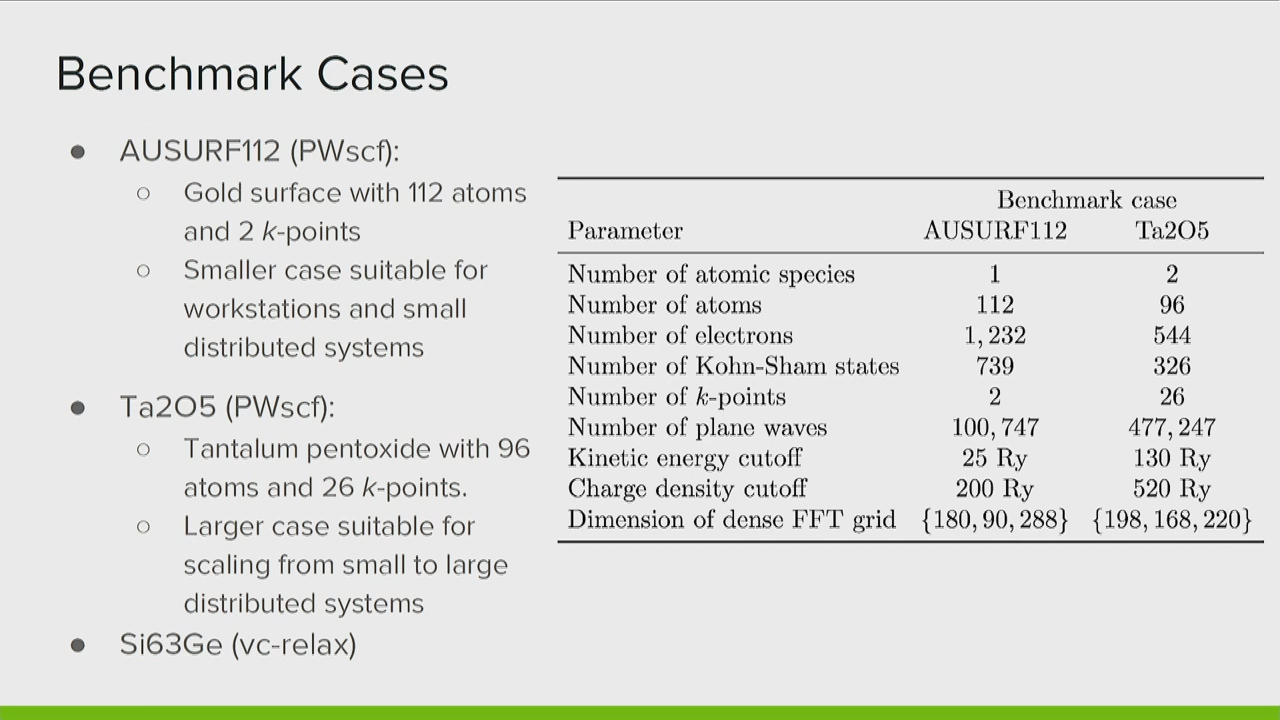 Benchmark Cases
● AUSURF112 (PWscf):
○ Gold surface with 112 atoms
and 2 k-points
○ Smaller case suitable for
workstations and small
distributed systems
● Ta2O5 (PWscf):
○ Tantalum pentoxide with 96
atoms and 26 k-points.
○ Larger case suitable for
scaling from small to large
distributed systems
● Si63Ge (vc-relax)
Benchmark case
Parameter AUSURF112 Ta2O5
Number of atomic species 1 2
Number of atoms 112 96
Number of electrons 1,232 544
Number of Kohn-Sham states 739 326
Number of k-points 2 26
Number of plane waves 100,747 477,247
Kinetic energy cutoff 25 Ry 130 Ry
Charge density cutoff 200 Ry 520 Ry
Dimension of dense FFT grid {180, 90, 288} {198, 168, 220}